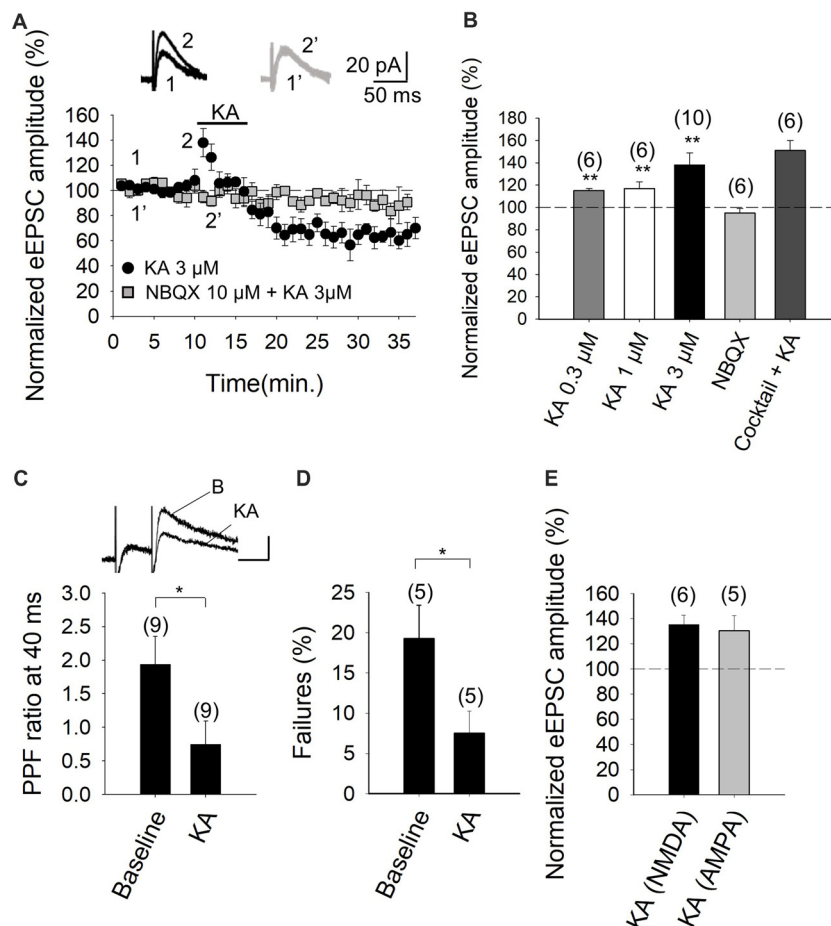 A
2
1
2'
1'
20 pA
50 ms
Normalized eEPSC amplitude (%)
160
140
120
100
80
60
40
20
0
KA
1
2
1'
2'
KA 3 µM
NBQX 10 µM + KA 3µM
0 5 10 15 20 25 30 35
Time(min.)
B
Normalized eEPSC amplitude (%)
180
160
140
120
100
80
60
40
20
0
(6)
**
(6)
**
(10)
**
(6)
(6)
KA 0.3 µM
KA 1 µM
KA 3 µM
NBQX
Cocktail + KA
C
B
KA
PPF ratio at 40 ms
3.0
2.5
2.0
1.5
1.0
0.5
0.0
*
(9)
(9)
Baseline
KA
D
Failures (%)
25
20
15
10
5
0
*
(5)
(5)
Baseline
KA
E
Normalized eEPSC amplitude (%)
160
140
120
100
80
60
40
20
0
(6)
(5)
KA (NMDA)
KA (AMPA)